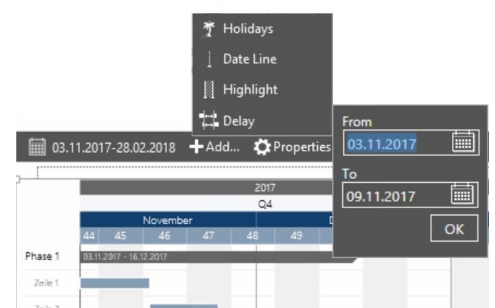 Holidays
Date Line
Highlight
Delay
From
03.11.2017
To
09.11.2017
OK
03.11.2017-28.02.2018 Add... Properties
2017
Q4
November
44 45 46 47 48 49
Phase 1 03.11.2017 - 16.12.2017
Zeile 1